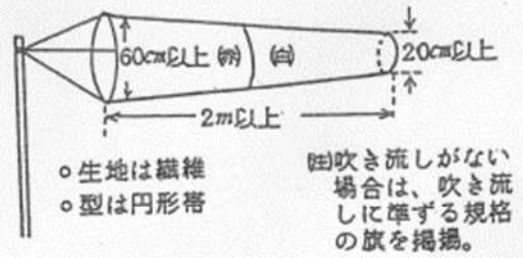 60cm以上 (赤) (白) 20cm以上
2m以上
○生地は繊維
○型は円形帯
(注)吹き流しがない
場合は、吹き流
しに準ずる規格
の旗を掲揚。